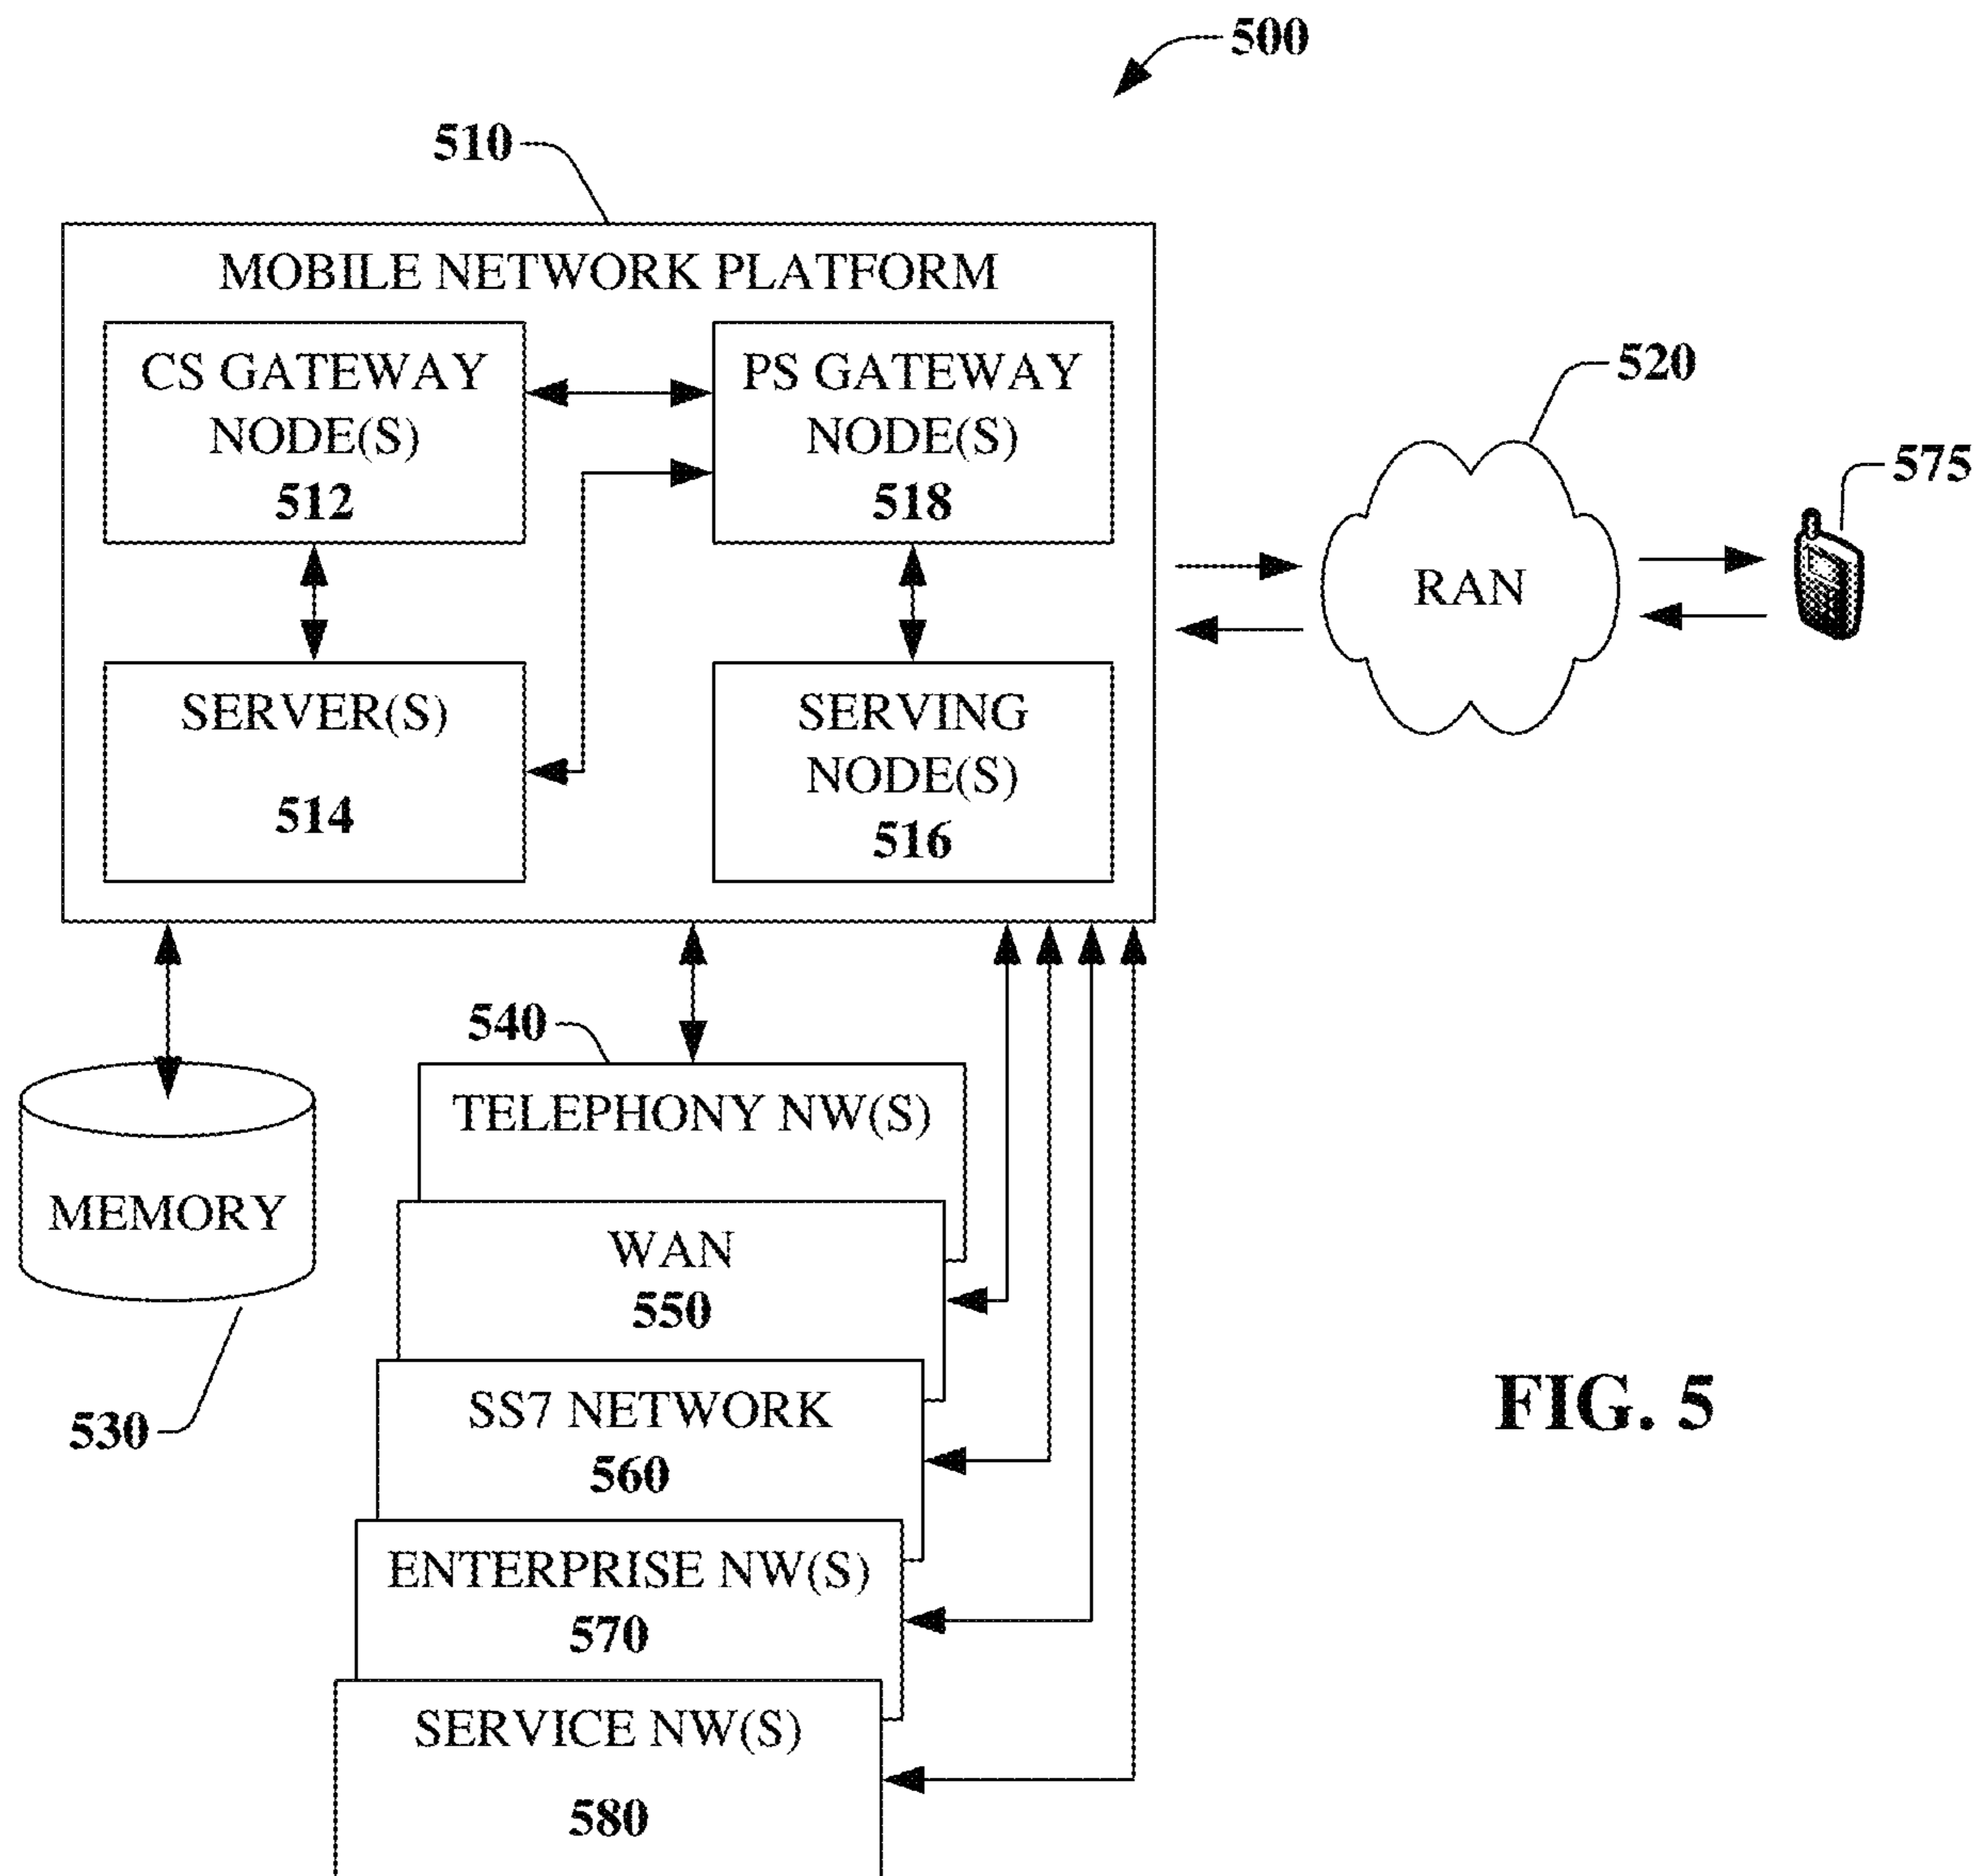 500
510
MOBILE NETWORK PLATFORM
CS GATEWAY
NODE(S)
512
PS GATEWAY
NODE(S)
518
SERVER(S)
514
SERVING
NODE(S)
516
520
RAN
575
540
TELEPHONY NW(S)
MEMORY
530
WAN
550
SS7 NETWORK
560
ENTERPRISE NW(S)
570
SERVICE NW(S)
580
FIG. 5